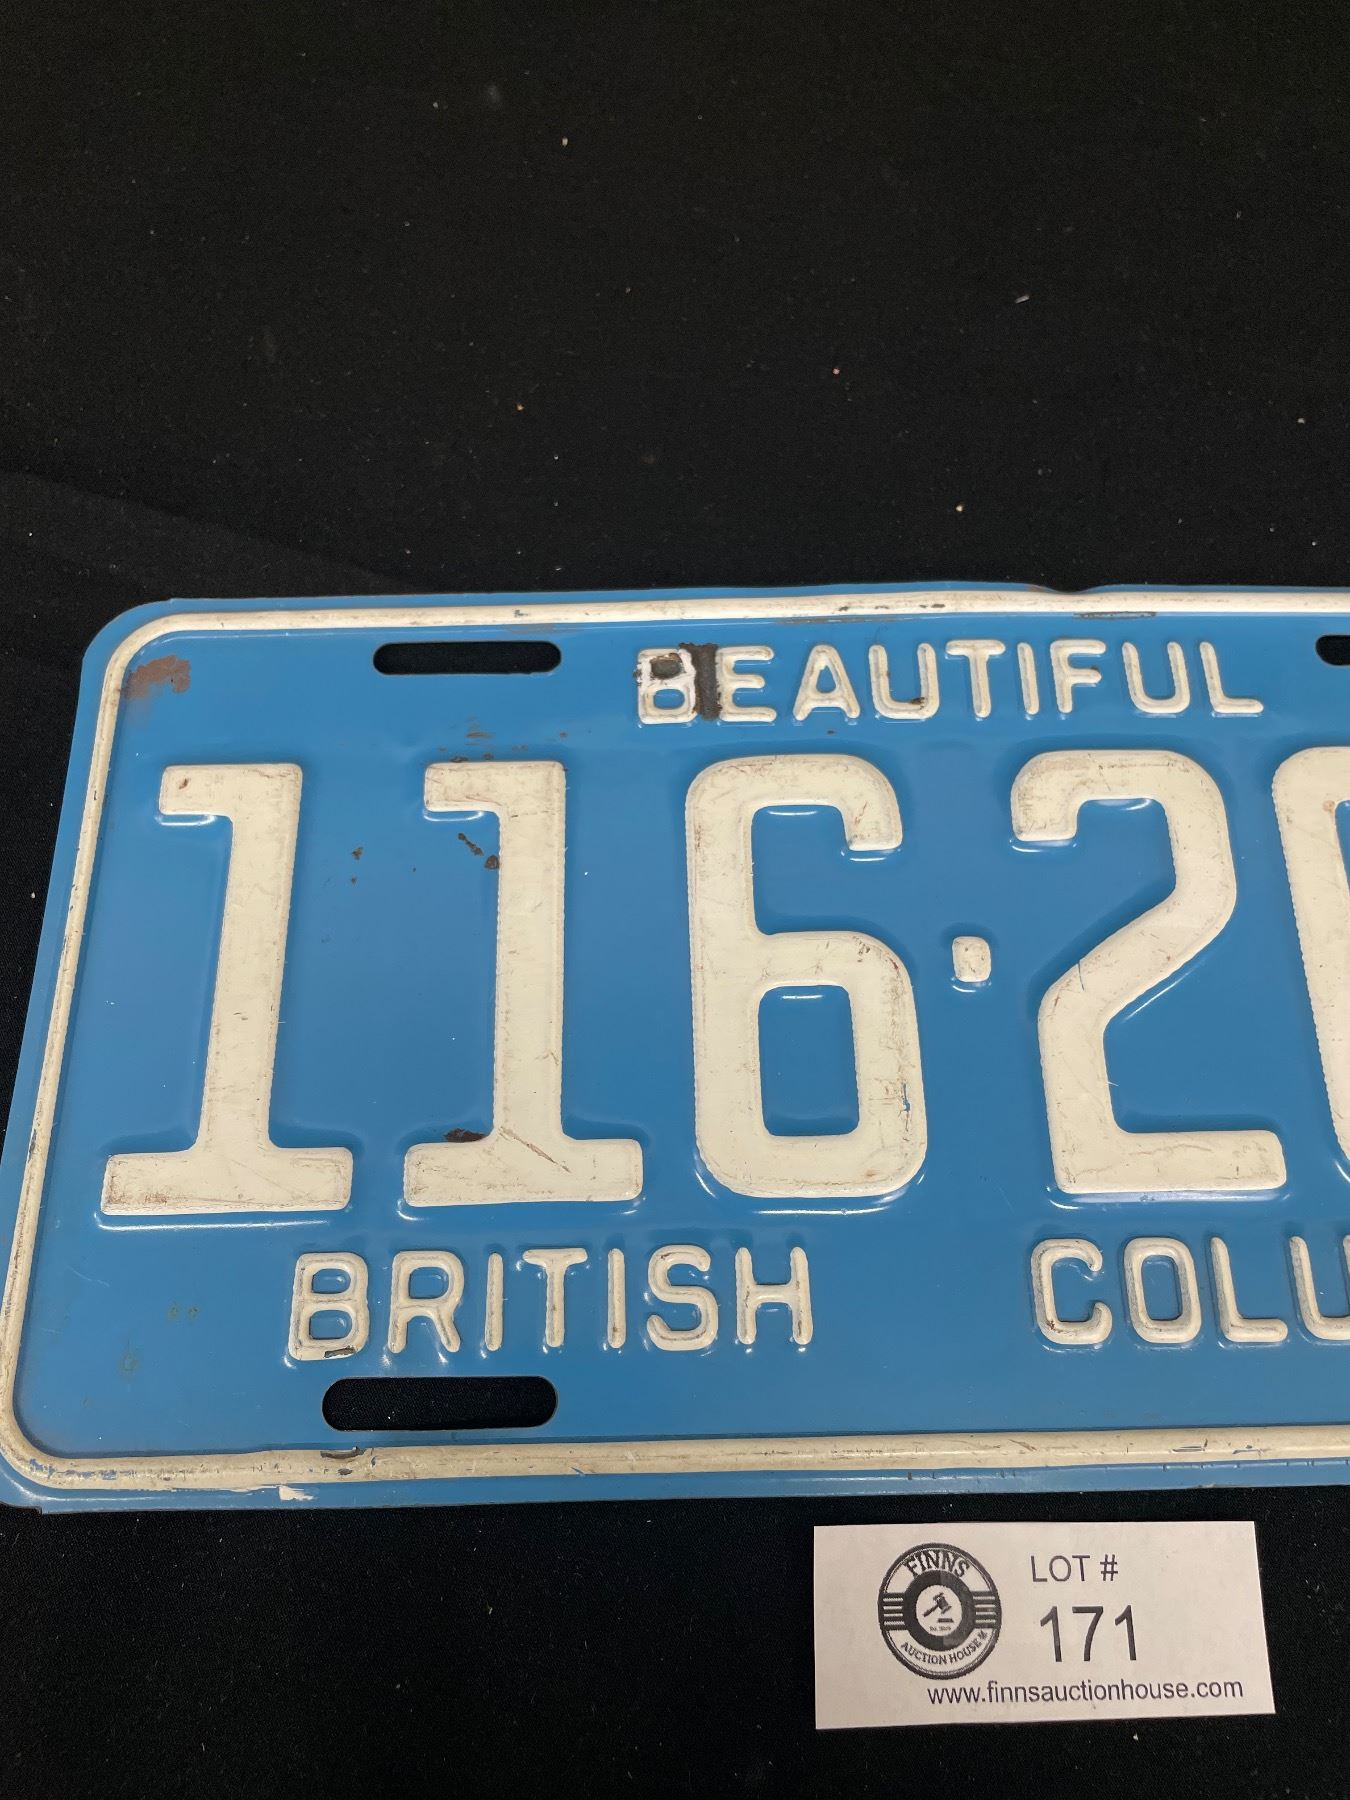 BEAUTIFUL
116·2
BRITISH COLU
FINNS
AUCTION HOUSE
LOT #
171
www.finnsauctionhouse.com